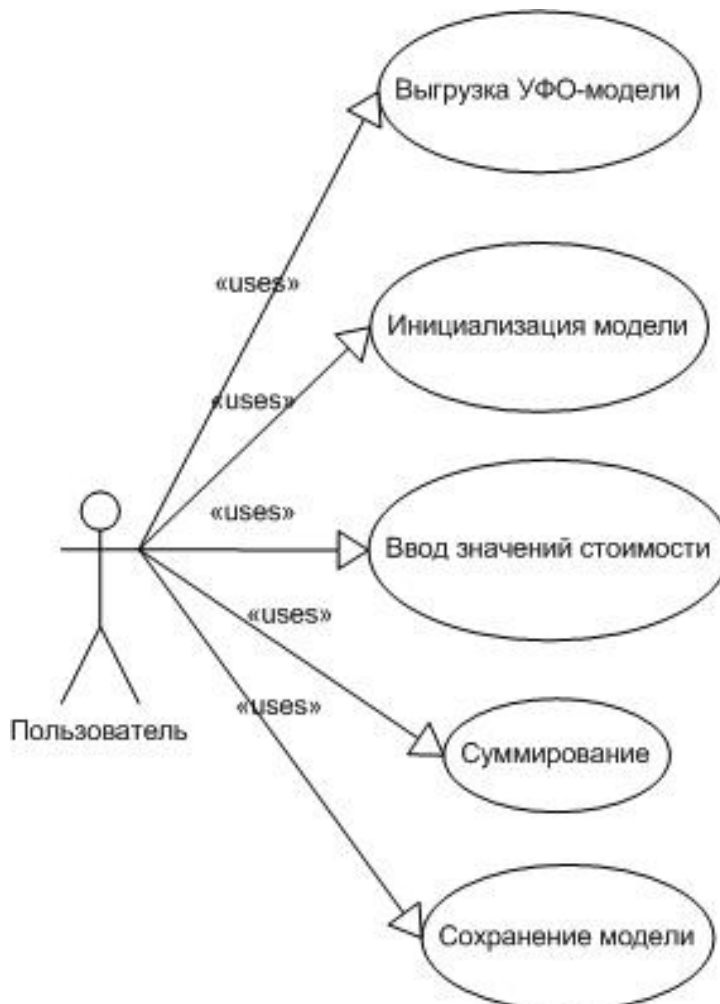 Выгрузка УФО-модели
«uses»
Инициализация модели
«uses»
«uses»
Ввод значений стоимости
«uses»
Пользователь
«uses»
Суммирование
Сохранение модели